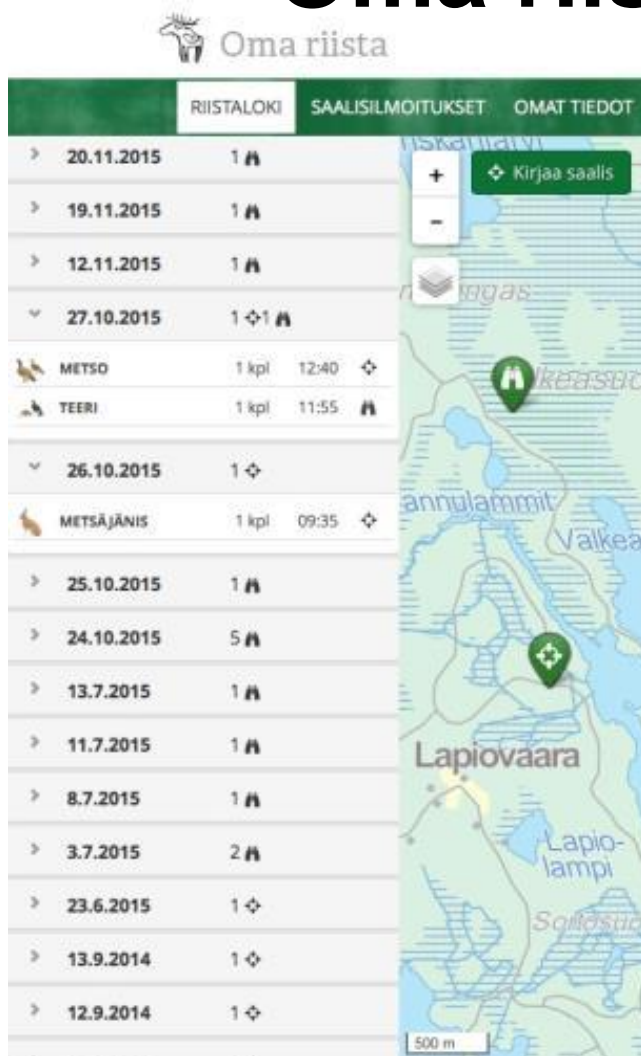 Oma riista
RIISTALOKI SAALISILMOITUKSET OMAT TIEDOT
20.11.2015 1
19.11.2015 1
12.11.2015 1
27.10.2015 1 1
METSO 1 kpl 12:40
TEERI 1 kpl 11:55
26.10.2015 1
METSÄJÄNIS 1 kpl 09:35
25.10.2015 1
24.10.2015 5
13.7.2015 1
11.7.2015 1
8.7.2015 1
3.7.2015 2
23.6.2015 1
13.9.2014 1
12.9.2014 1
+
Kirjaa saalis
-
annulammit
Valkea
Lapiovaara
Lapio-
lampi
500 m